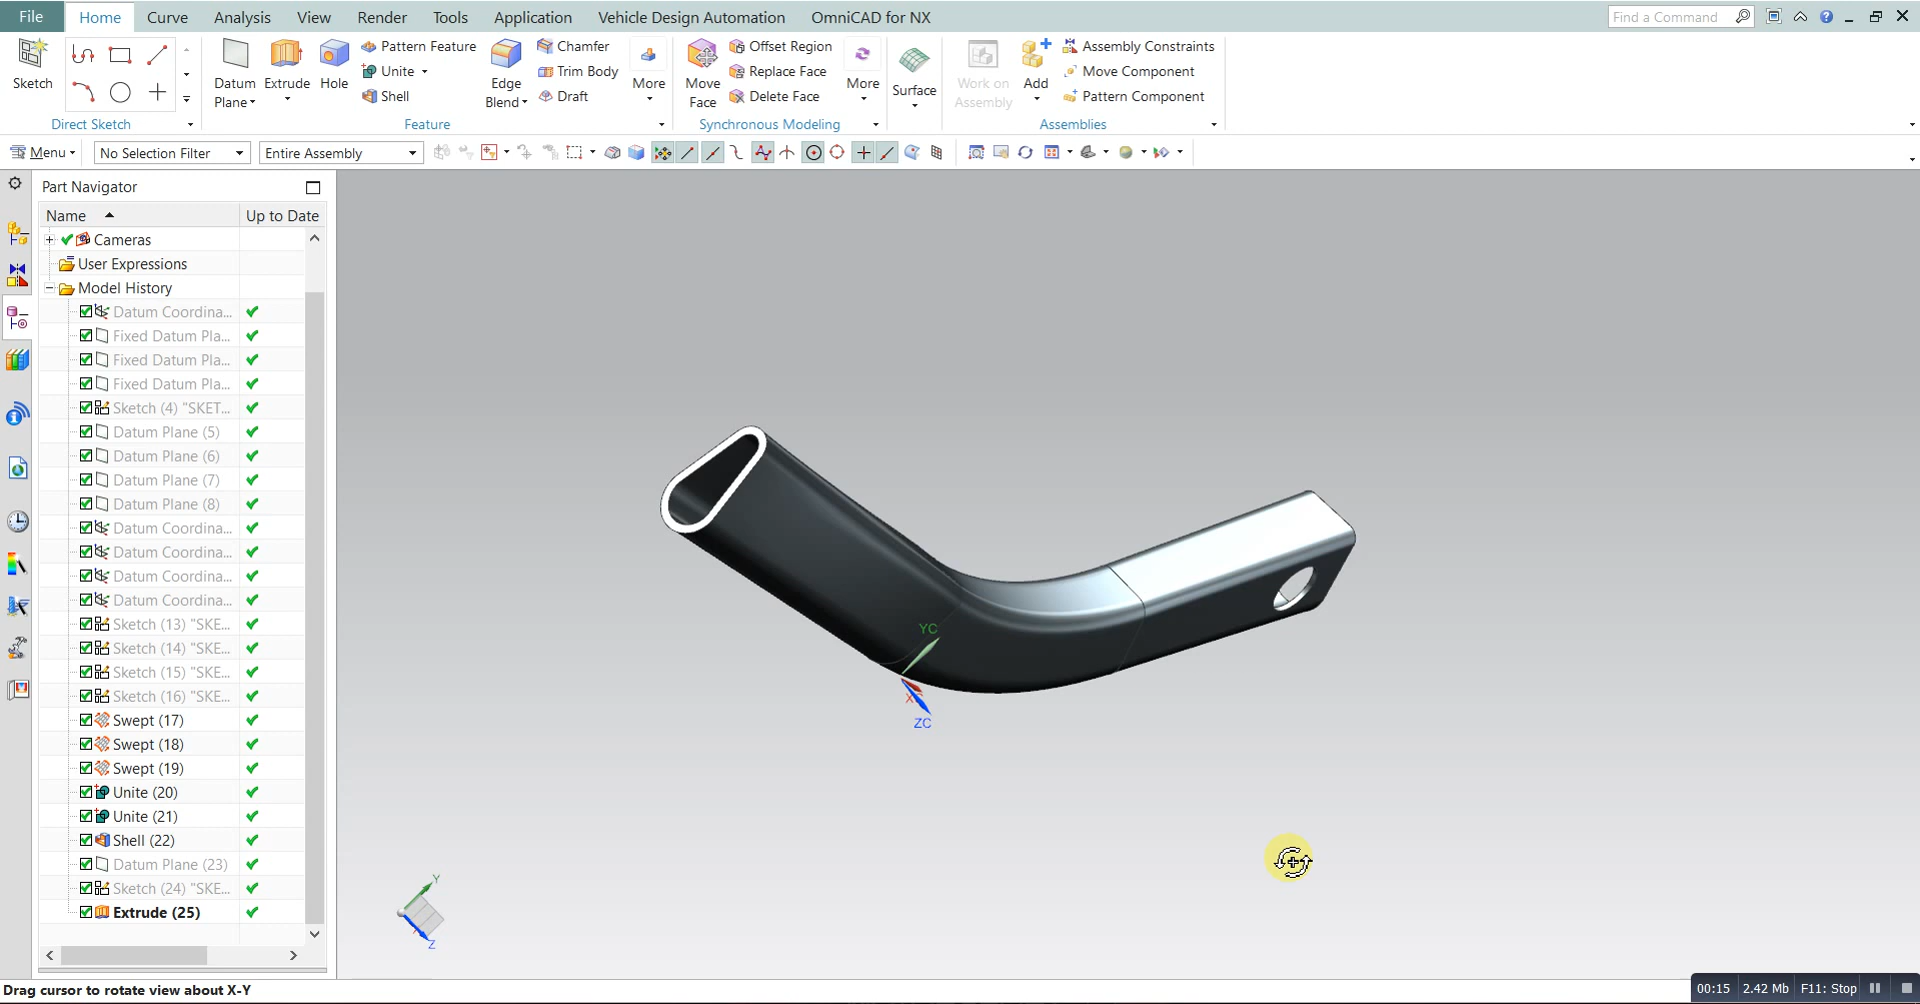 File Home Curve Analysis View Render Tools Application Vehicle Design Automation OmniCAD for NX Find a Command
Sketch
Datum Plane
Extrude
Hole
Pattern Feature
Unite
Shell
Edge Blend
Chamfer
Trim Body
Draft
More
Move Face
Offset Region
Replace Face
Delete Face
More
Surface
Work on Assembly
Add
Assembly Constraints
Move Component
Pattern Component
Direct Sketch Feature Synchronous Modeling Assemblies
Menu No Selection Filter Entire Assembly
Part Navigator
Name Up to Date
Cameras
User Expressions
Model History
Datum Coordina...
Fixed Datum Pla...
Fixed Datum Pla...
Fixed Datum Pla...
Sketch (4) "SKET...
Datum Plane (5)
Datum Plane (6)
Datum Plane (7)
Datum Plane (8)
Datum Coordina...
Datum Coordina...
Datum Coordina...
Datum Coordina...
Sketch (13) "SKE...
Sketch (14) "SKE...
Sketch (15) "SKE...
Sketch (16) "SKE...
Swept (17)
Swept (18)
Swept (19)
Unite (20)
Unite (21)
Shell (22)
Datum Plane (23)
Sketch (24) "SKE...
Extrude (25)
YC
ZC
Y
Z
Drag cursor to rotate view about X-Y
00:15 2.42 Mb F11: Stop